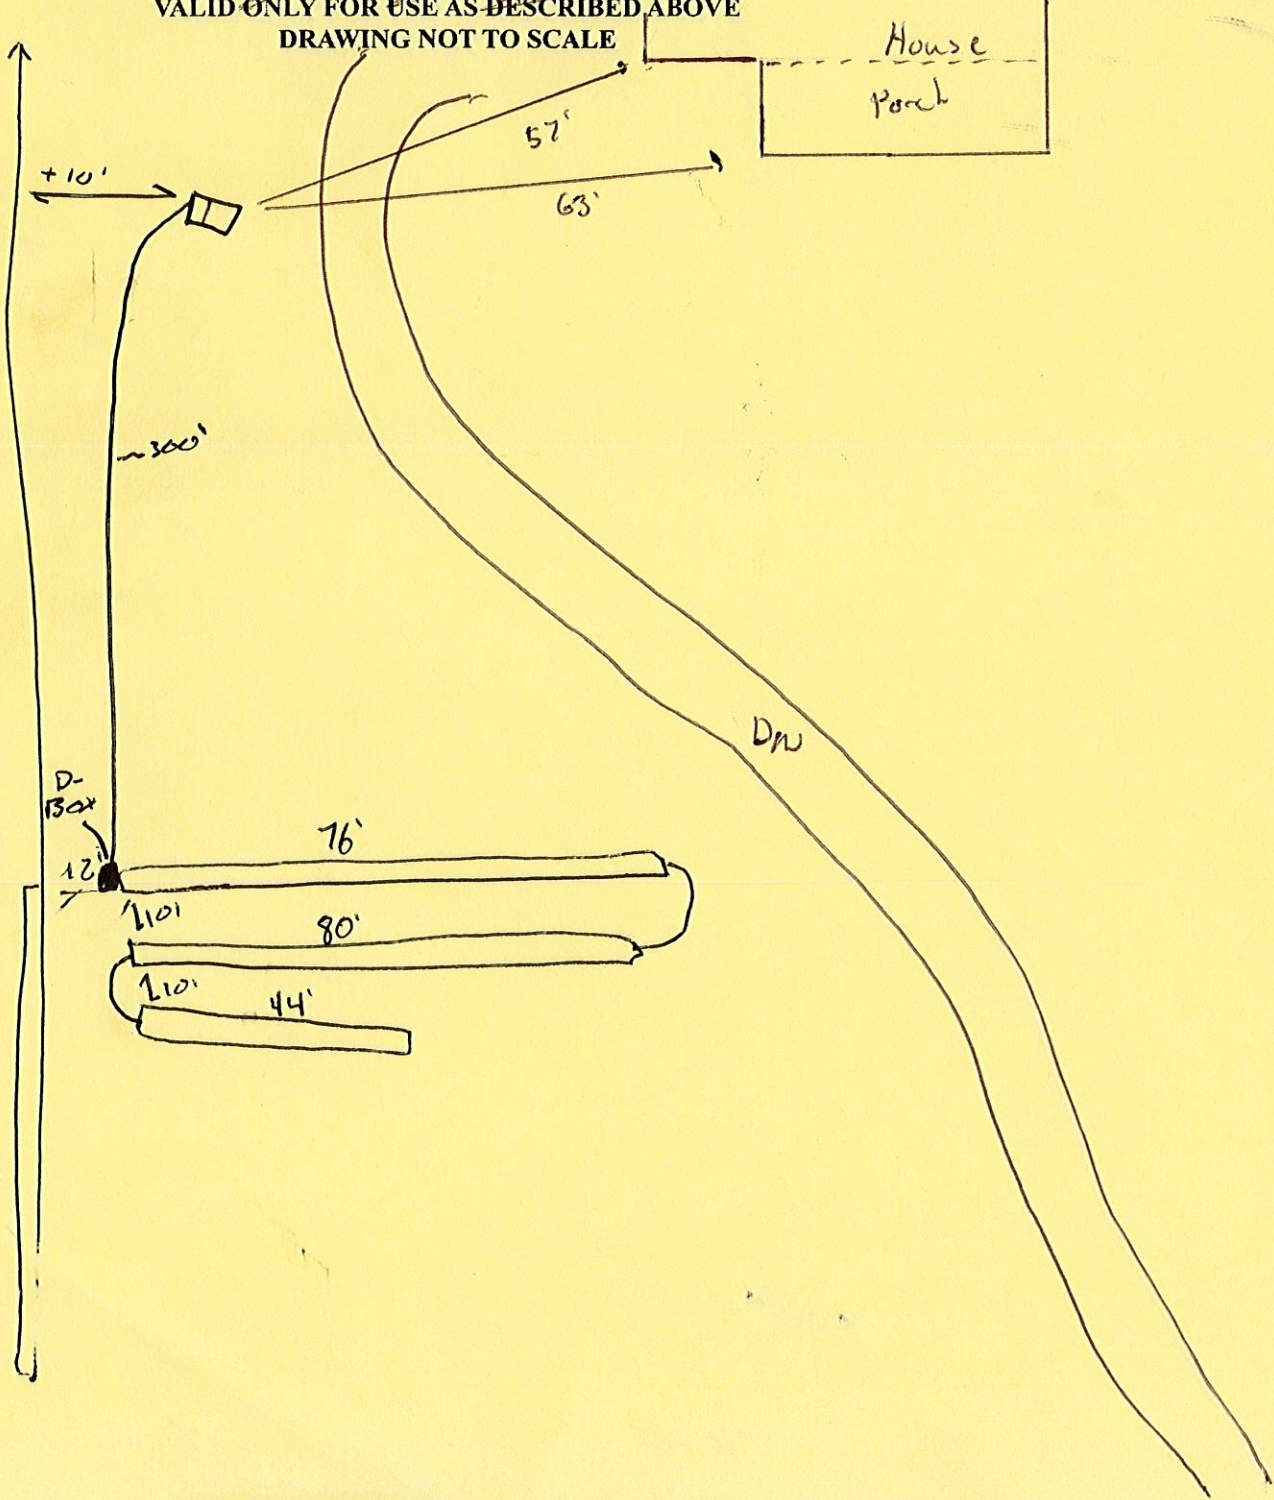 VALID ONLY FOR USE AS DESCRIBED ABOVE
DRAWING NOT TO SCALE
House
Porch
57'
+10'
63'
~300'
D-
Box
76'
12'
10'
80'
10'
44'